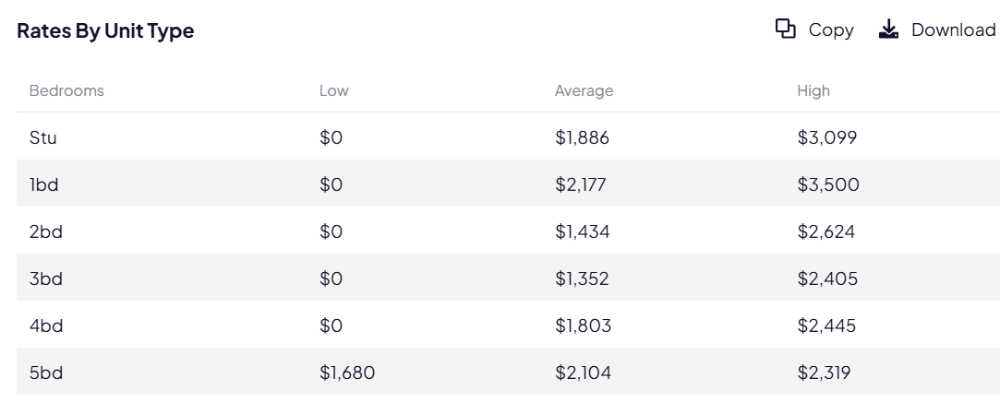 Rates By Unit Type Copy Download
Bedrooms Low Average High
Stu $0 $1,886 $3,099
1bd $0 $2,177 $3,500
2bd $0 $1,434 $2,624
3bd $0 $1,352 $2,405
4bd $0 $1,803 $2,445
5bd $1,680 $2,104 $2,319